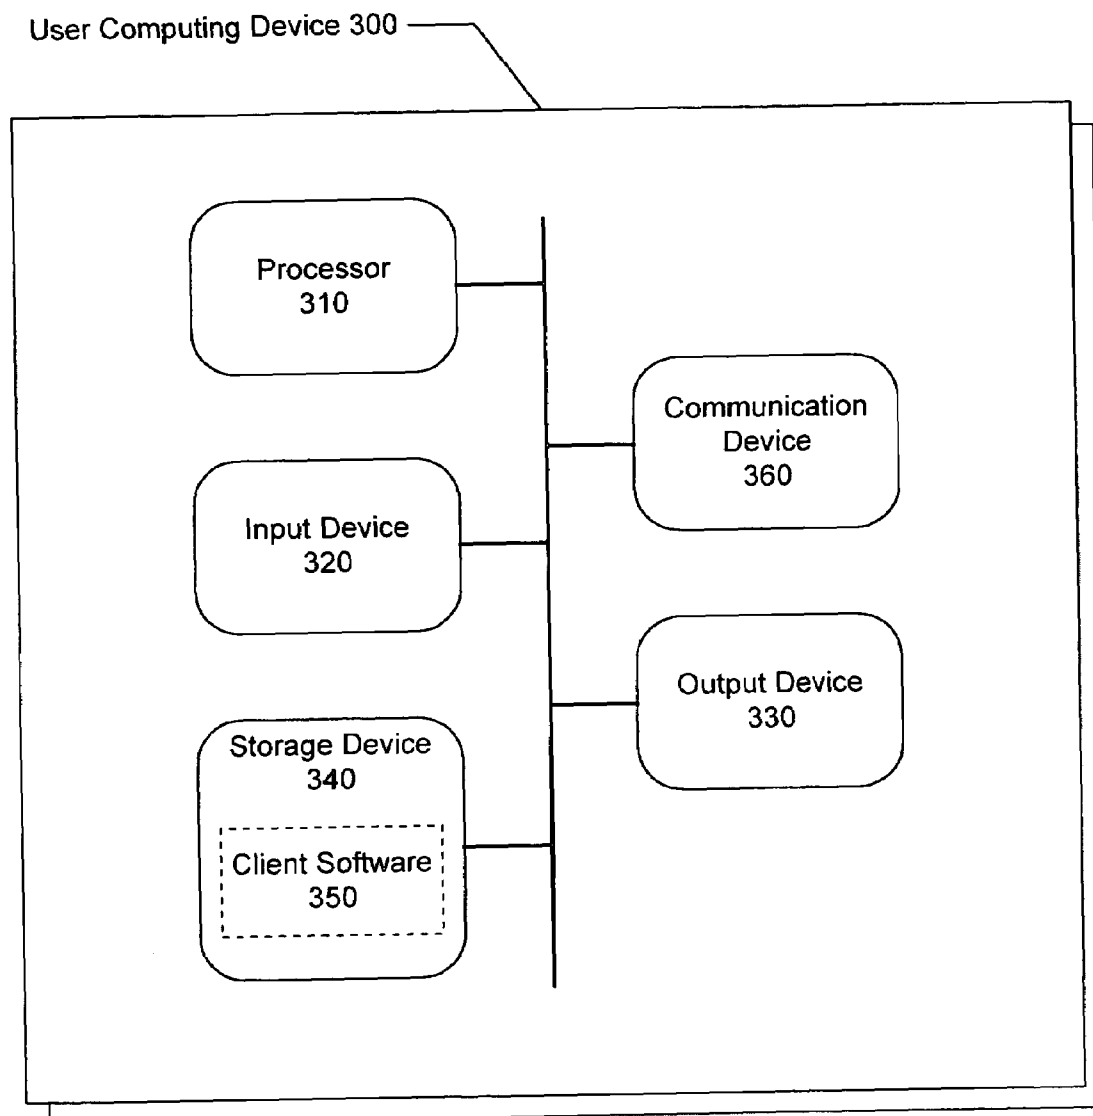 User Computing Device 300
Processor
310
Communication
Device
360
Input Device
320
Output Device
330
Storage Device
340
Client Software
350